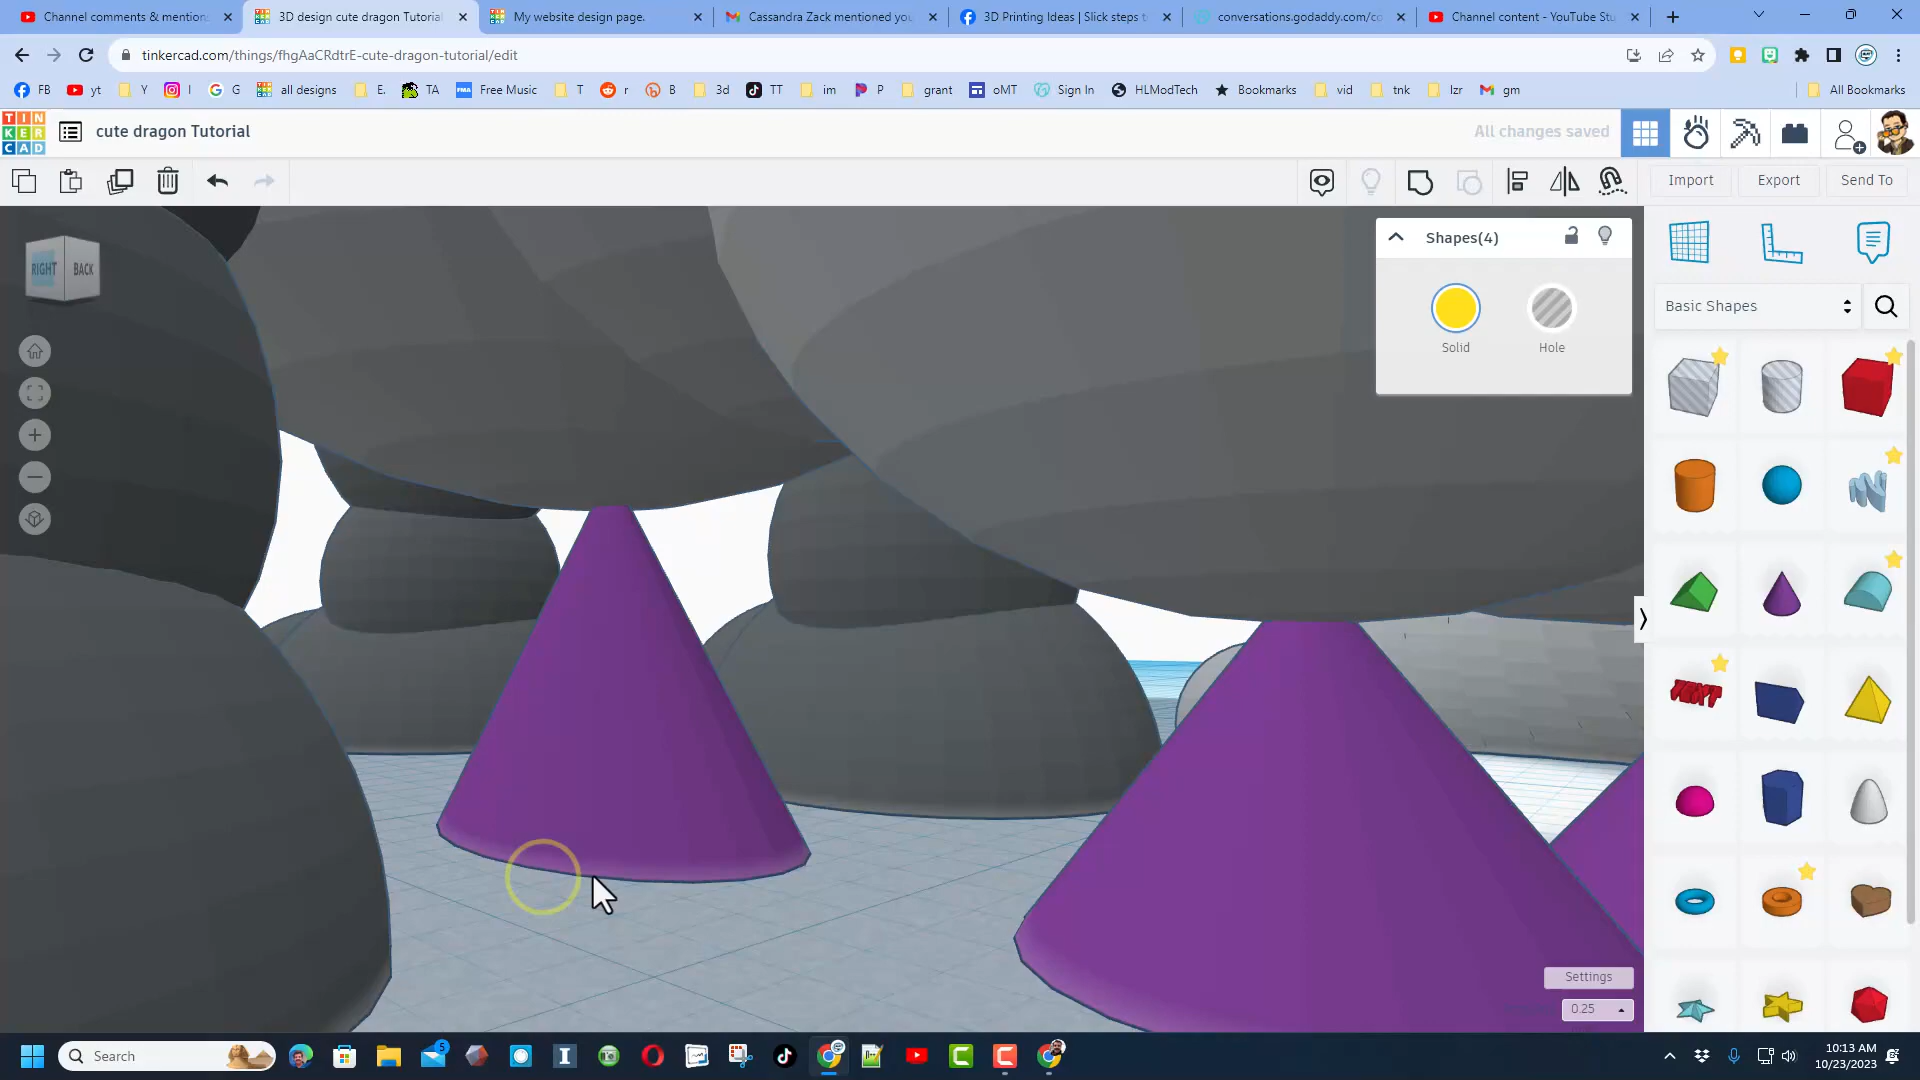 Channel comments & mention
3D design cute dragon Tutorial
My website design page.
Cassandra Zack mentioned you
3D Printing Ideas | Slick steps t
conversations.godaddy.com/co
Channel content - YouTube Stu
tinkercad.com/things/fhgAaCRdtrE-cute-dragon-tutorial/edit
FB yt Y I G all designs E. TA Free Music T r B 3d TT im P grant oMT Sign In HLModTech Bookmarks vid tnk lzr gm All Bookmarks
TIN
KER
CAD
cute dragon Tutorial
All changes saved
Import Export Send To
RIGHT BACK
Shapes(4)
Solid Hole
Basic Shapes
TEXT
Settings
0.25
Search
5
10:13 AM
10/23/2023